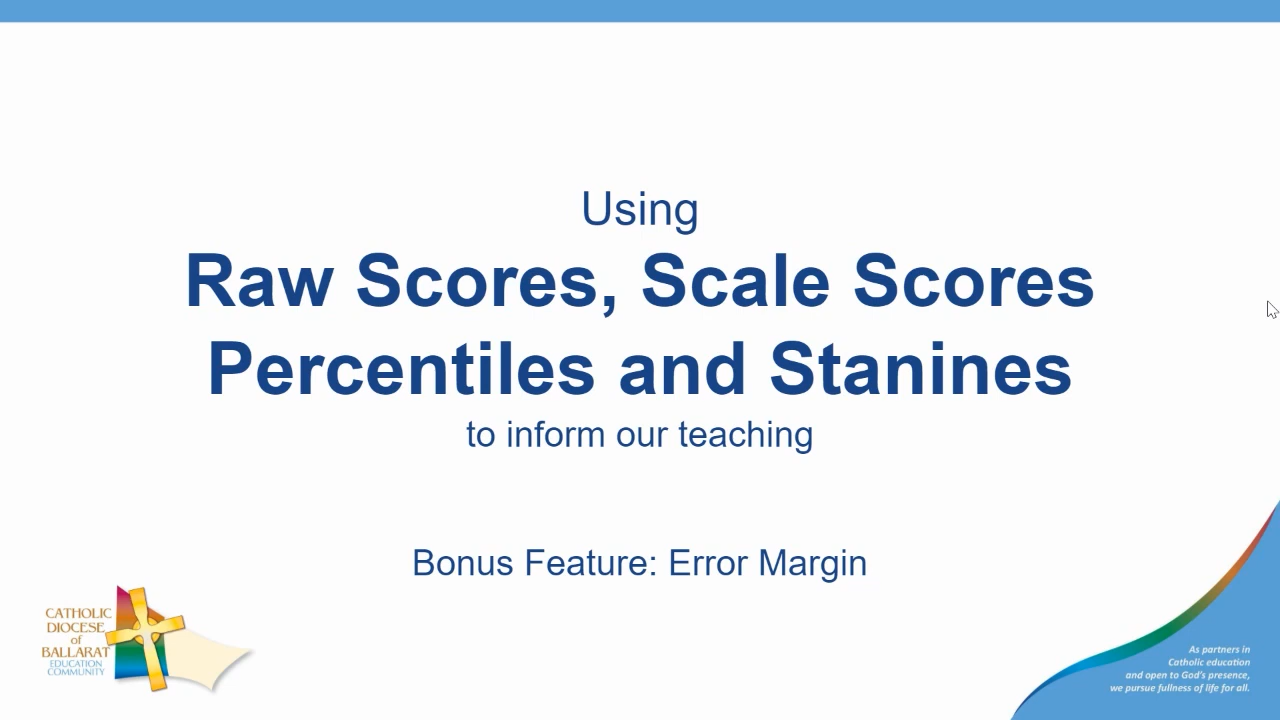 Using
Raw Scores, Scale Scores
Percentiles and Stanines
to inform our teaching
Bonus Feature: Error Margin
CATHOLIC
DIOCESE
of
BALLARAT
EDUCATION
COMMUNITY
As partners in
Catholic education
and open to God's presence,
we pursue fullness of life for all.